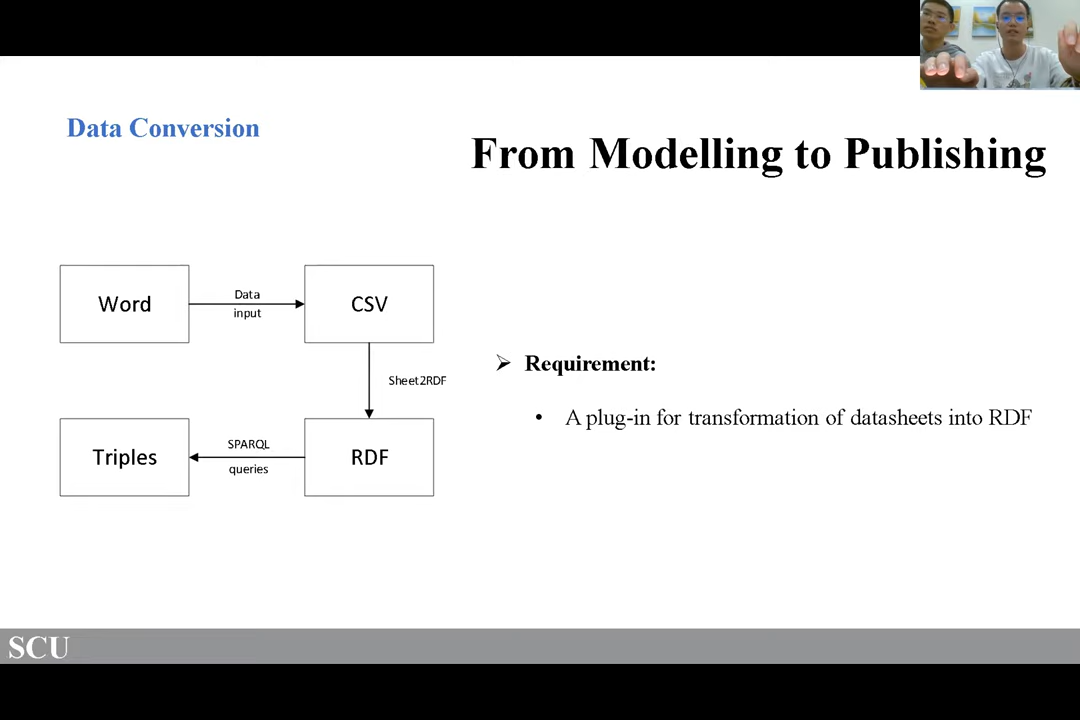 Data Conversion
From Modelling to Publishing
Word
Data
input
CSV
Sheet2RDF
➢ Requirement:
• A plug-in for transformation of datasheets into RDF
Triples
SPARQL
queries
RDF
SCU